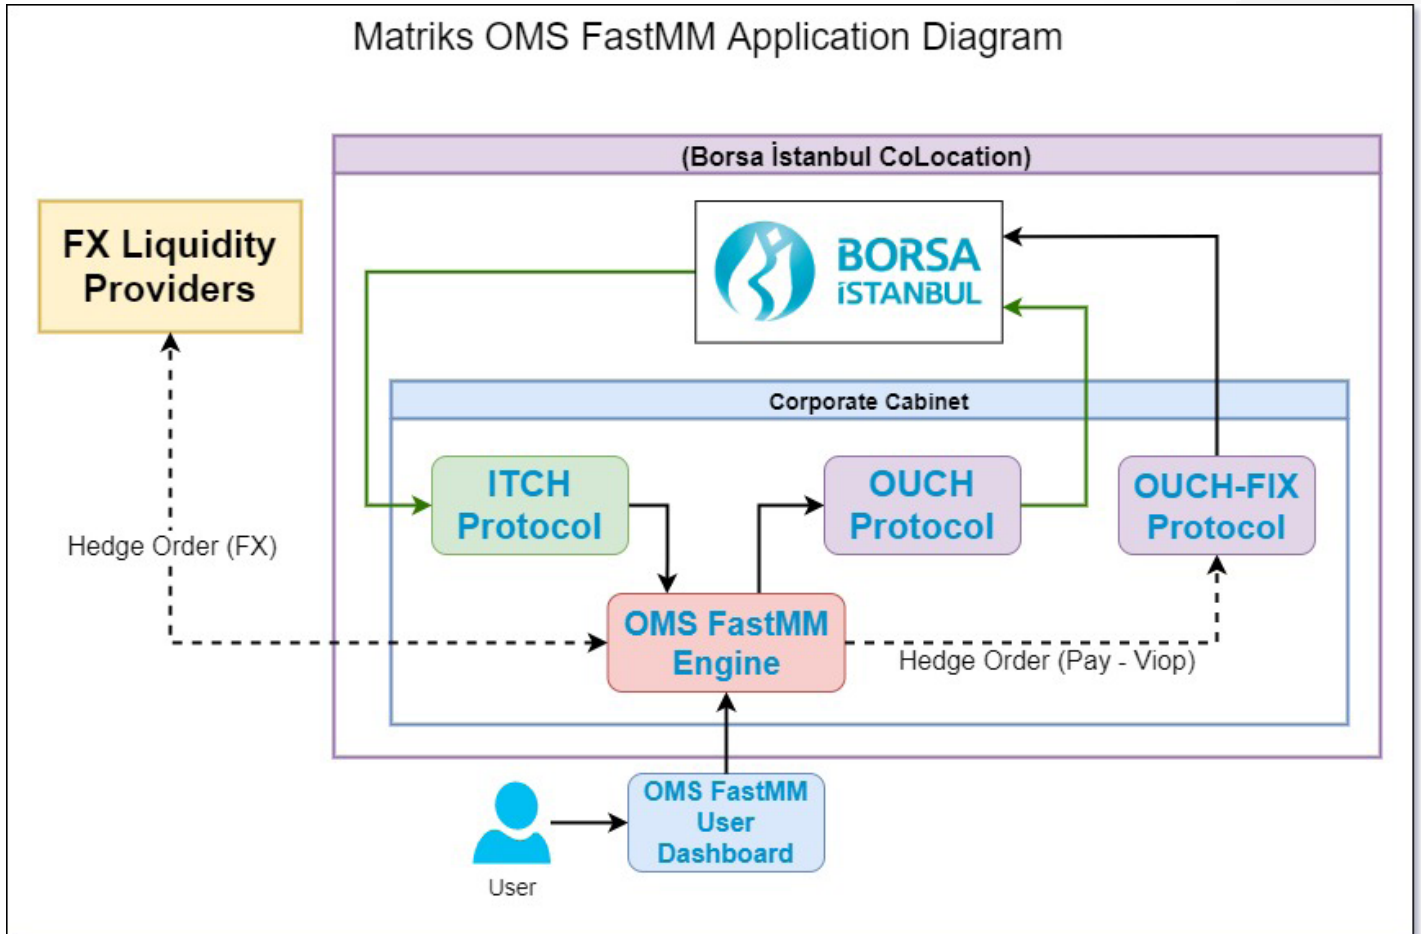 Matriks OMS FastMM Application Diagram
(Borsa İstanbul CoLocation)
FX Liquidity
Providers
BORSA
İSTANBUL
Corporate Cabinet
ITCH
Protocol
OUCH
Protocol
OUCH-FIX
Protocol
Hedge Order (FX)
OMS FastMM
Engine
Hedge Order (Pay - Viop)
OMS FastMM
User
Dashboard
User